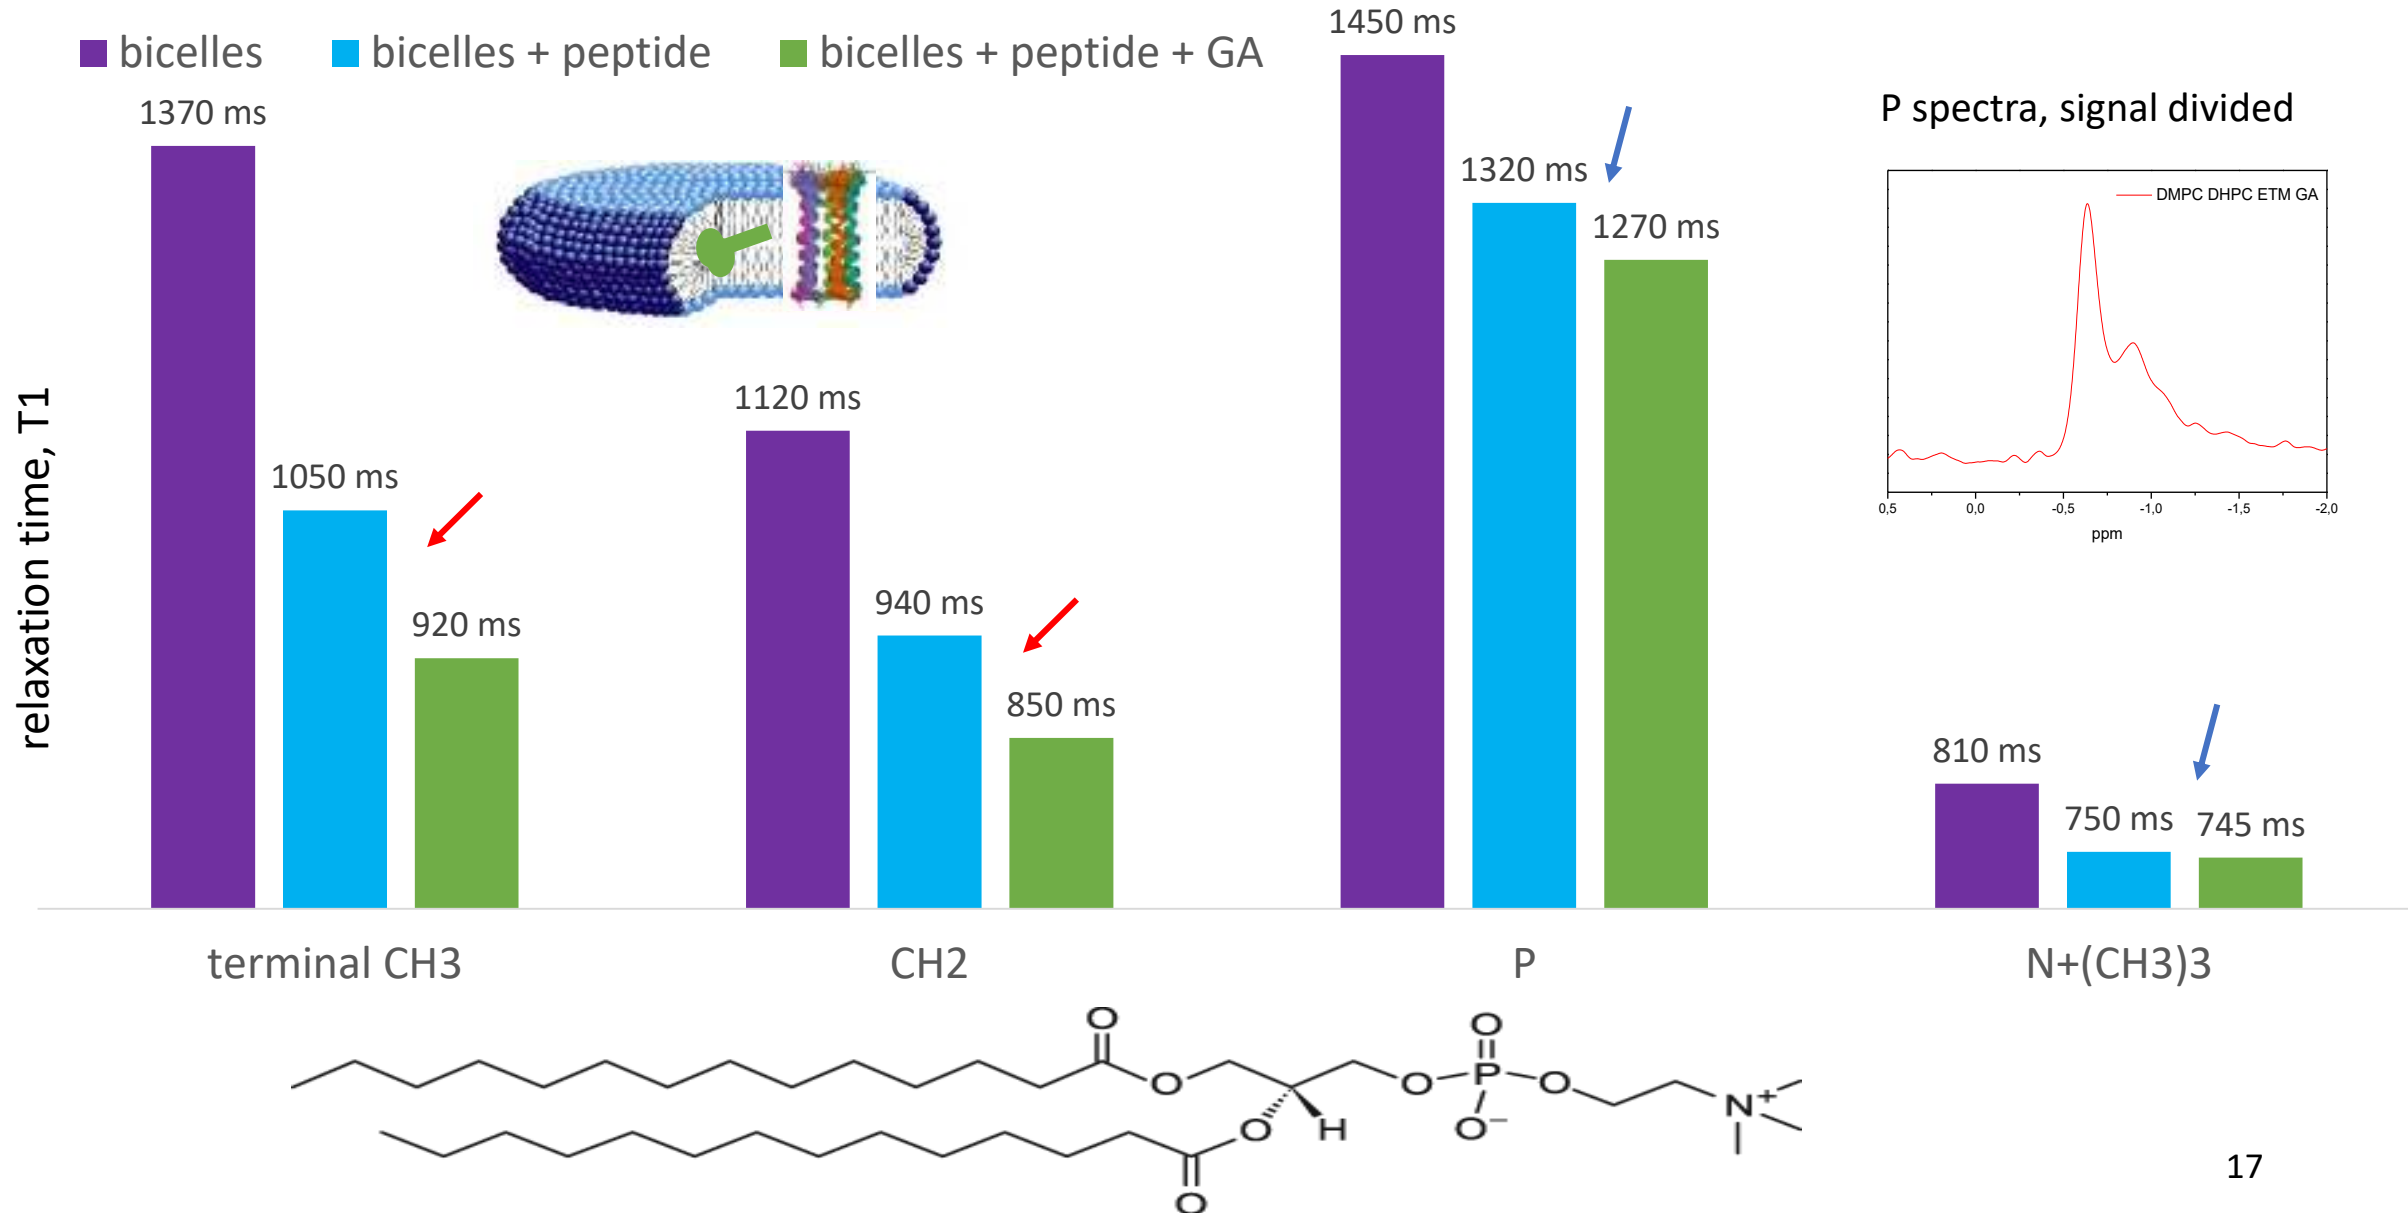 bicelles
bicelles + peptide
bicelles + peptide + GA
relaxation time, T1
1370 ms
1050 ms
920 ms
1120 ms
940 ms
850 ms
1450 ms
1320 ms
1270 ms
810 ms
750 ms
745 ms
P spectra, signal divided
DMPC DHPC ETM GA
0,5
0,0
-0,5
-1,0
-1,5
-2,0
ppm
terminal CH3
CH2
P
N+(CH3)3
O
O
O
O
H
O
P
O
O
O–
N+
17